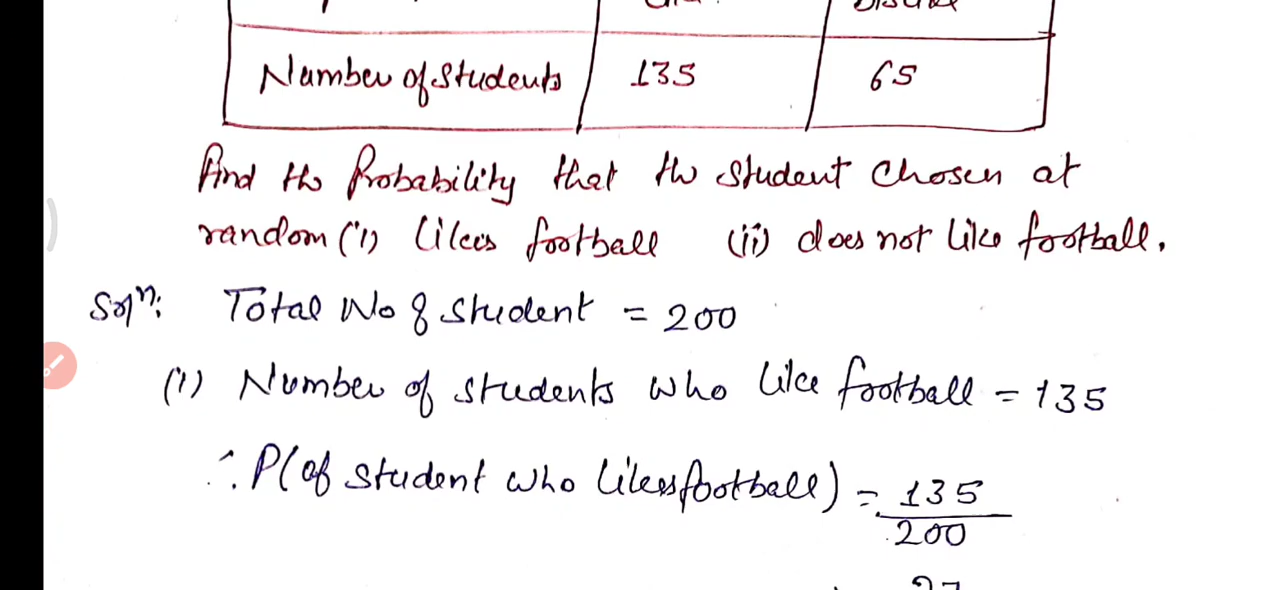 Number of Students 135 65
find the Probability that the student chosen at
random (i) likes football (ii) does not like football.
Solⁿ: Total No of student = 200
(i) Number of students who like football = 135
∴ P(of student who likes football) = 135
200